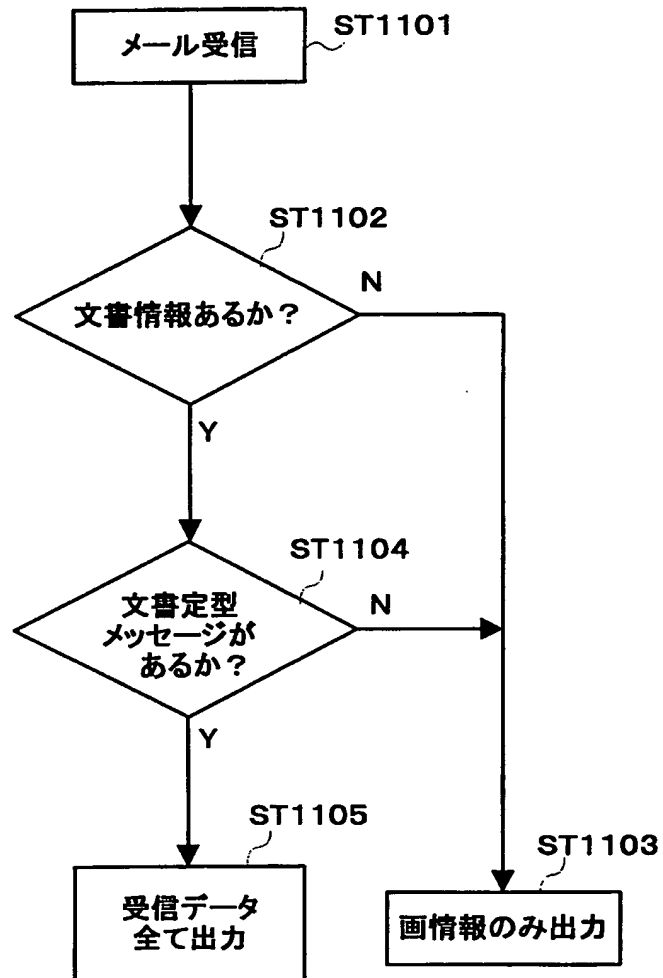 メール受信
ST1101
ST1102
文書情報あるか？
N
Y
ST1104
文書定型
メッセージが
あるか？
N
Y
ST1105
受信データ
全て出力
ST1103
画情報のみ出力